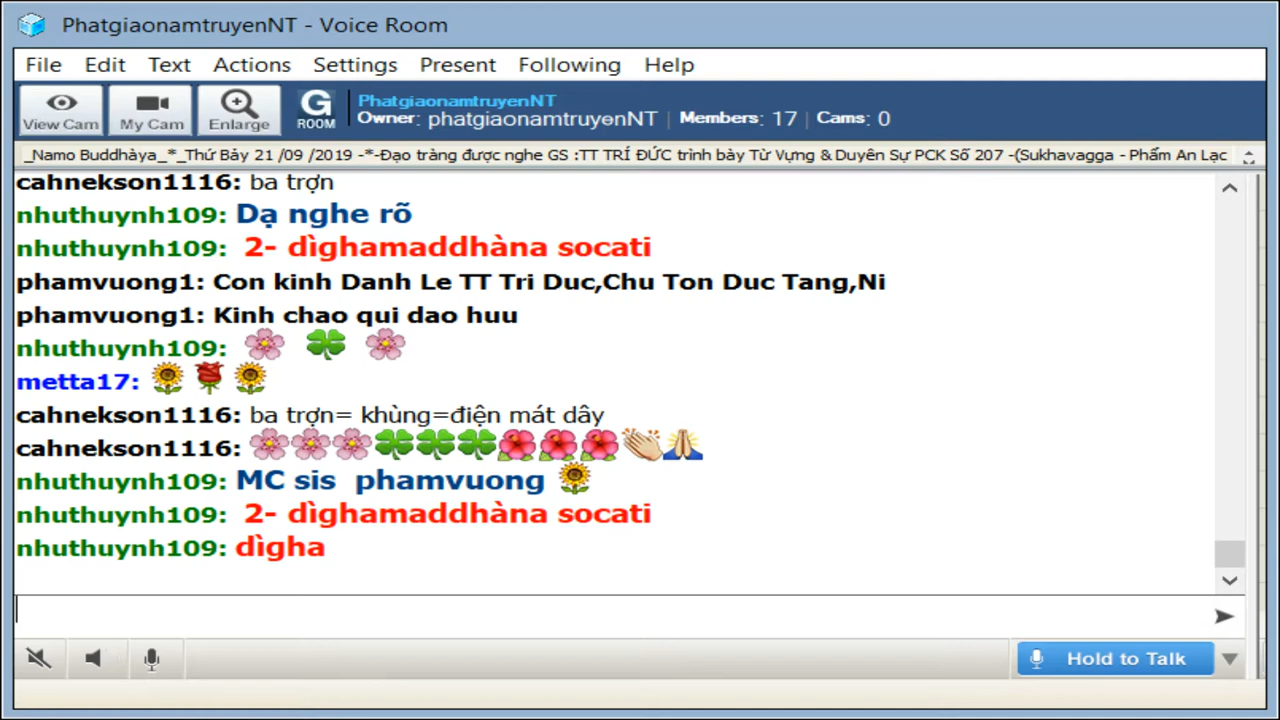 PhatgiaonamtruyenNT - Voice Room
File Edit Text Actions Settings Present Following Help
View Cam My Cam Enlarge G ROOM
PhatgiaonamtruyenNT
Owner: phatgiaonamtruyenNT | Members: 17 | Cams: 0
_Namo Buddhàya_*_Thứ Bảy 21 /09 /2019 -*-Đạo tràng được nghe GS :TT TRÍ ĐỨC trình bày Từ Vựng & Duyên Sự PCK Số 207 -(Sukhavagga - Phẩm An Lạc
cahnekson1116: ba trợn
nhuthuynh109: Dạ nghe rõ
nhuthuynh109: 2- dìghamaddhàna socati
phamvuong1: Con kinh Danh Le TT Tri Duc,Chu Ton Duc Tang,Ni
phamvuong1: Kinh chao qui dao huu
nhuthuynh109: 🌸 🍀 🌸
metta17: 🌻🌹🌻
cahnekson1116: ba trợn= khùng=điện mát dây
cahnekson1116: 🌸🌸🌸🍀🍀🍀🌺🌺🌺👏🙏
nhuthuynh109: MC sis phamvuong 🌻
nhuthuynh109: 2- dìghamaddhàna socati
nhuthuynh109: dìgha
Hold to Talk